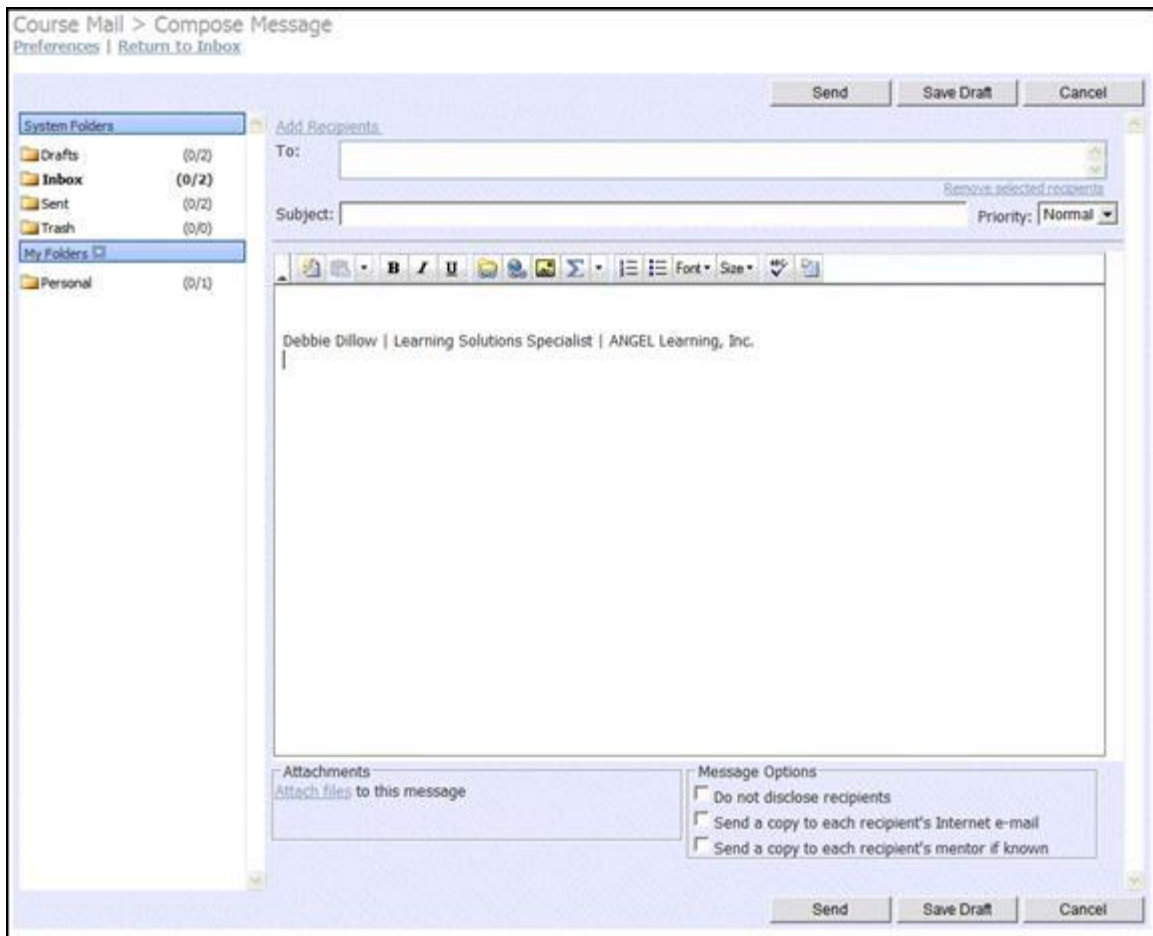 Course Mail > Compose Message
Preferences | Return to Inbox
Send Save Draft Cancel
System Folders
Drafts (0/2)
Inbox (0/2)
Sent (0/2)
Trash (0/0)
My Folders
Personal (0/1)
Add Recipients
To:
Remove selected recipients
Subject: Priority: Normal
B I U Σ Font Size ABC
Debbie Dillow | Learning Solutions Specialist | ANGEL Learning, Inc.
Attachments
Attach files to this message
Message Options
Do not disclose recipients
Send a copy to each recipient's Internet e-mail
Send a copy to each recipient's mentor if known
Send Save Draft Cancel